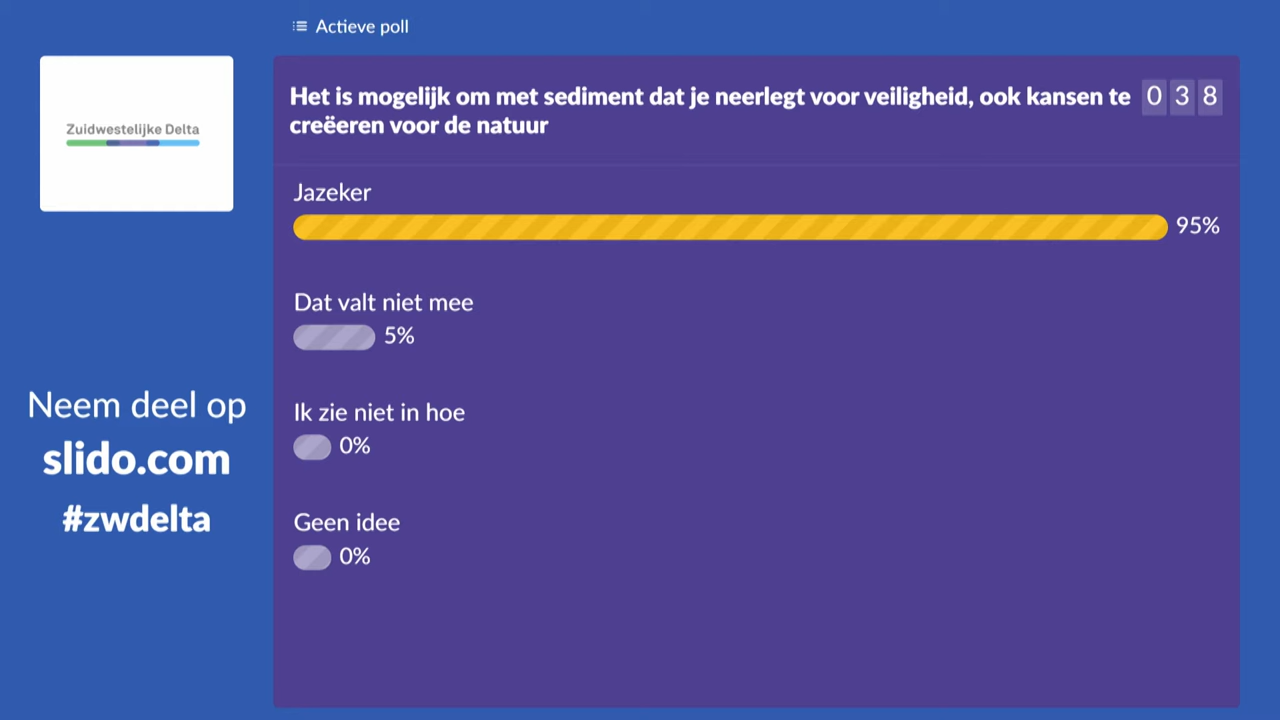 Actieve poll
Zuidwestelijke Delta
Het is mogelijk om met sediment dat je neerlegt voor veiligheid, ook kansen te
creëeren voor de natuur
038
Jazeker
95%
Dat valt niet mee
5%
Ik zie niet in hoe
0%
Geen idee
0%
Neem deel op
slido.com
#zwdelta